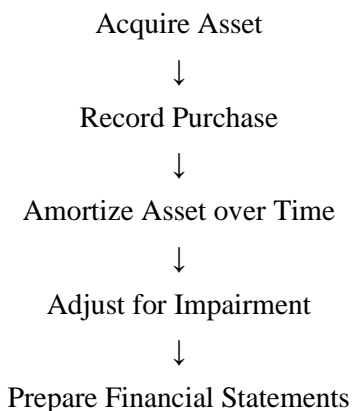 Acquire Asset
↓
Record Purchase
↓
Amortize Asset over Time
↓
Adjust for Impairment
↓
Prepare Financial Statements